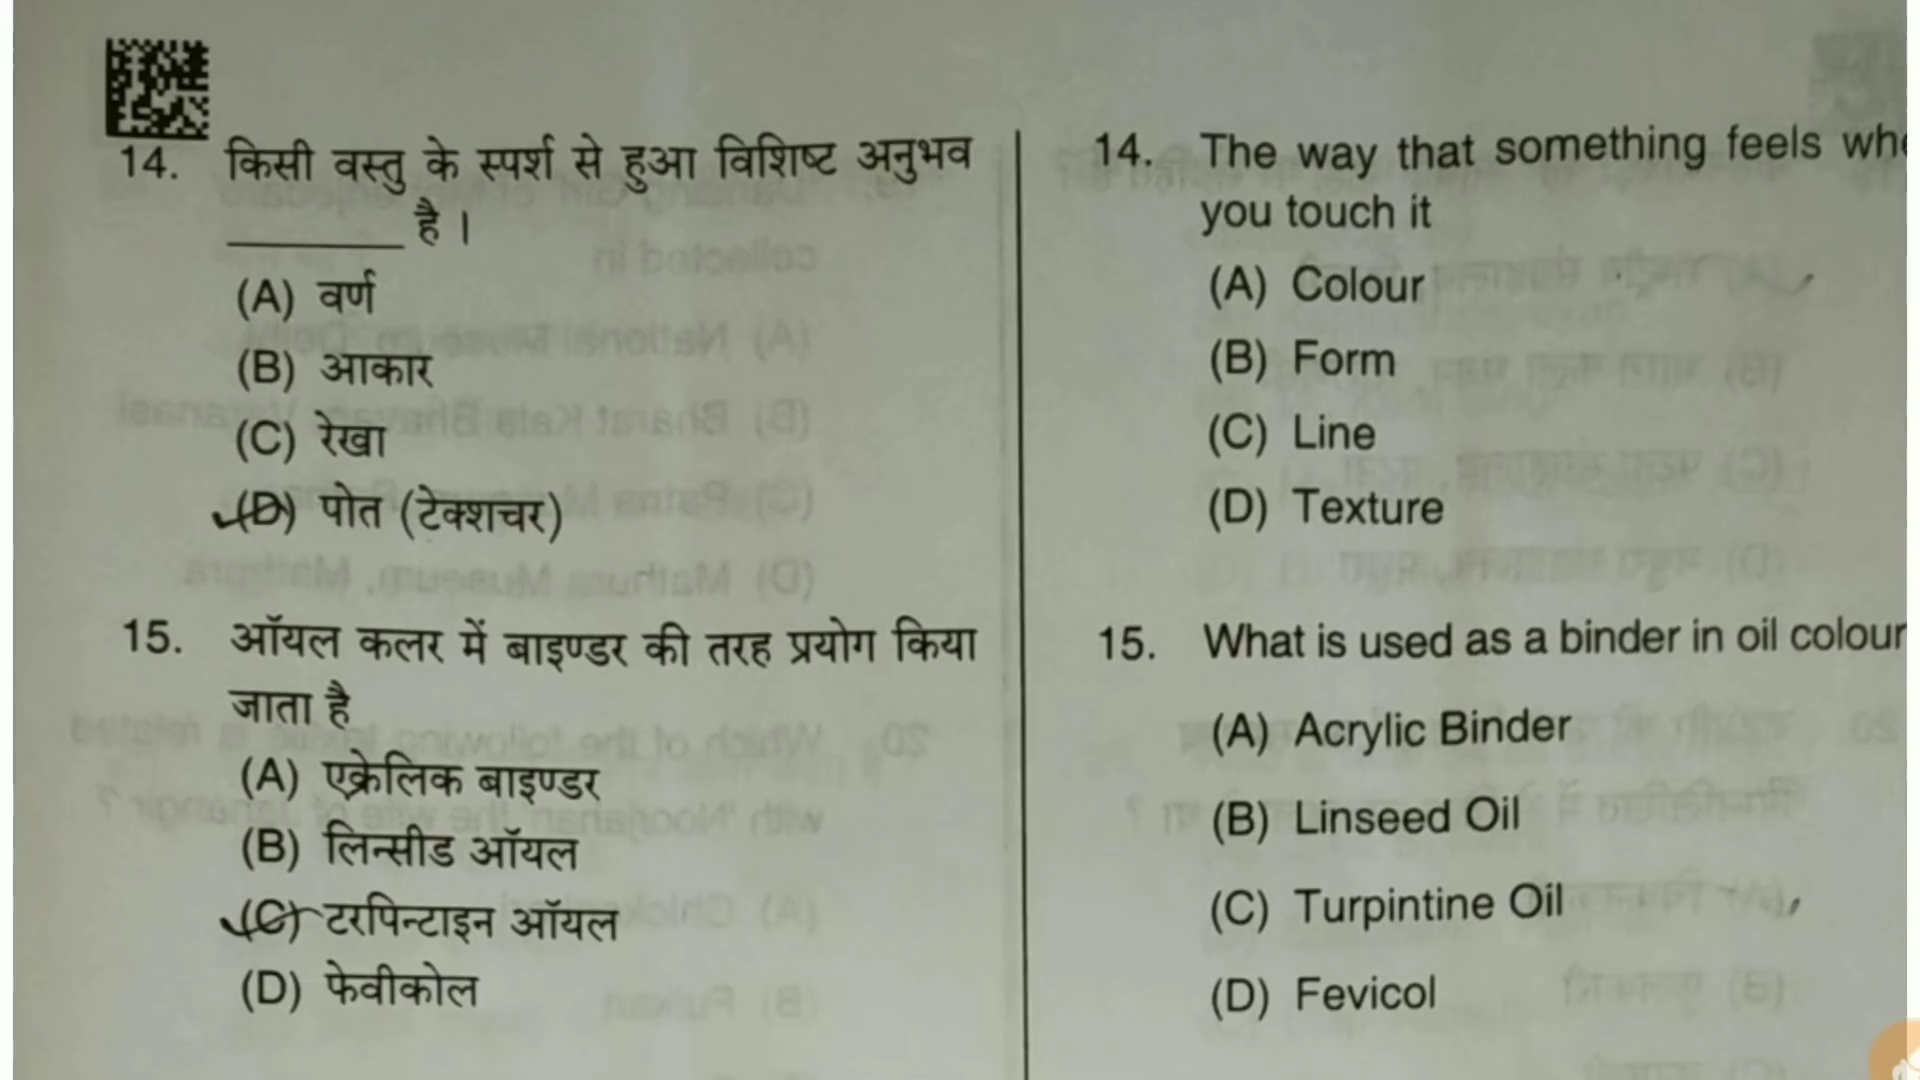 14. किसी वस्तु के स्पर्श से हुआ विशिष्ट अनुभव
________ है ।
(A) वर्ण
(B) आकार
(C) रेखा
(D) पोत (टेक्शचर)
15. ऑयल कलर में बाइण्डर की तरह प्रयोग किया
जाता है
(A) एक्रेलिक बाइण्डर
(B) लिन्सीड ऑयल
(C) टरपिन्टाइन ऑयल
(D) फेवीकोल
14. The way that something feels
you touch it
(A) Colour
(B) Form
(C) Line
(D) Texture
15. What is used as a binder in oil colour
(A) Acrylic Binder
(B) Linseed Oil
(C) Turpintine Oil
(D) Fevicol